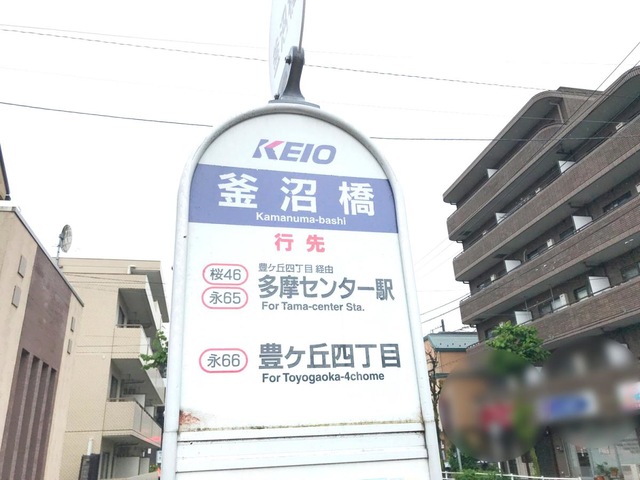 KEIO
釜沼橋
Kamanuma-bashi
行先
桜46
永65
豊ケ丘四丁目 経由
多摩センター駅
For Tama-center Sta.
永66
豊ケ丘四丁目
For Toyogaoka-4chome